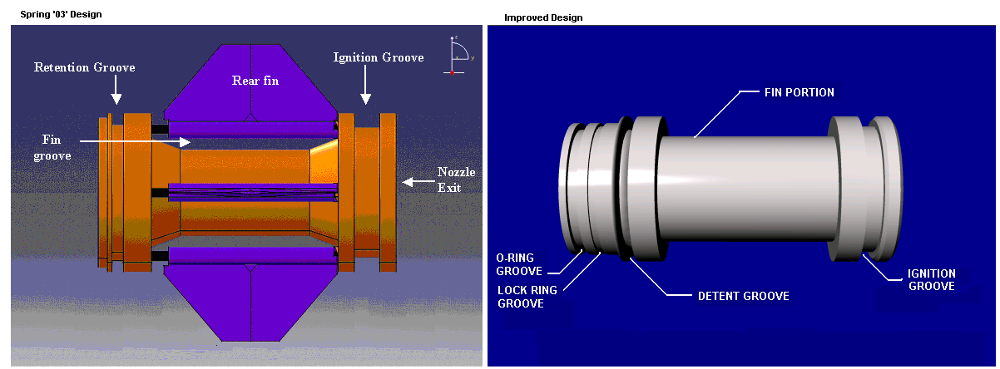 Spring '03' Design
Retention Groove
Ignition Groove
Rear fin
Fin
groove
Nozzle
Exit
z
x
y
Improved Design
FIN PORTION
O-RING
GROOVE
LOCK RING
GROOVE
DETENT GROOVE
IGNITION
GROOVE